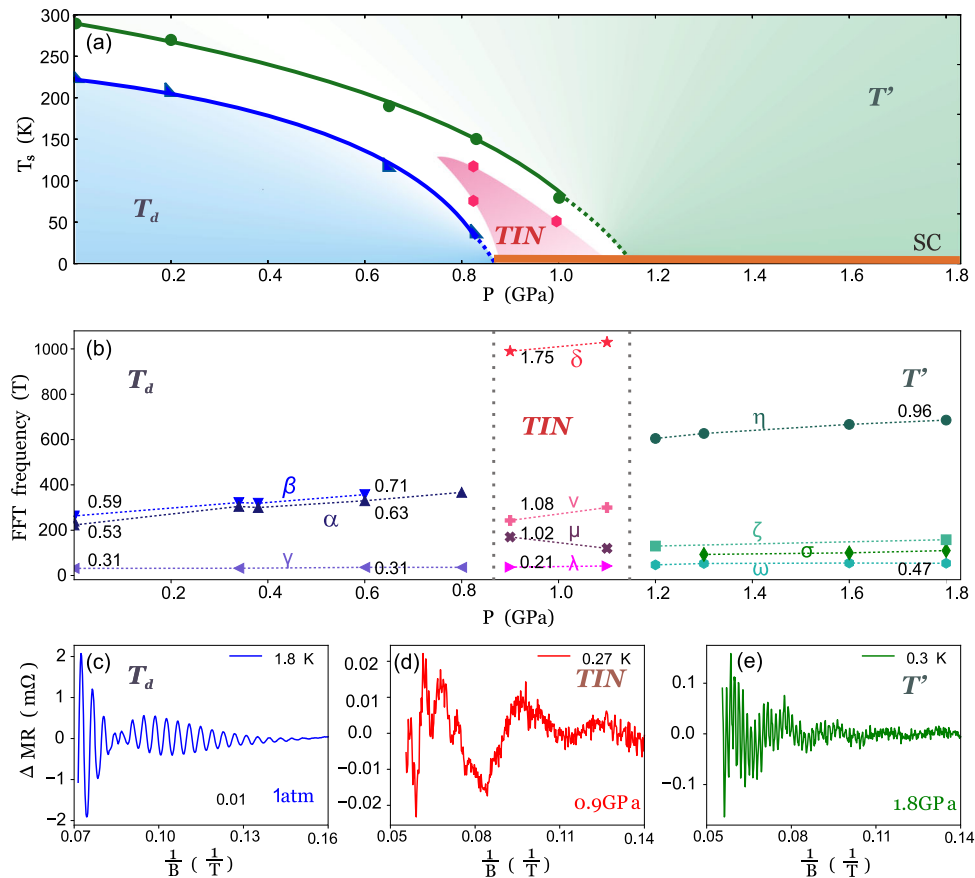 (a)
300
250
200
150
100
50
0
T_s (K)
T_d
TIN
T’
SC
0.2 0.4 0.6 0.8 1.0 1.2 1.4 1.6 1.8
P (GPa)
(b)
1000
800
600
400
200
0
FFT frequency (T)
T_d
TIN
T’
1.75 δ
η 0.96
0.59 β 0.71
0.53 α 0.63
0.31 γ 0.31
1.08 ν
1.02 μ
0.21 λ
ζ
σ
ω 0.47
0.2 0.4 0.6 0.8 1.0 1.2 1.4 1.6 1.8
P (GPa)
(c)
T_d
1.8 K
2
1
0
-1
-2
Δ MR (mΩ)
0.01
1atm
0.07 0.10 0.13 0.16
1/B (1/T)
(d)
0.27 K
TIN
0.02
0.01
0.0
−0.01
−0.02
0.9GPa
0.05 0.08 0.11 0.14
1/B (1/T)
(e)
0.3 K
T’
0.1
0.0
−0.1
1.8GPa
0.05 0.08 0.11 0.14
1/B (1/T)